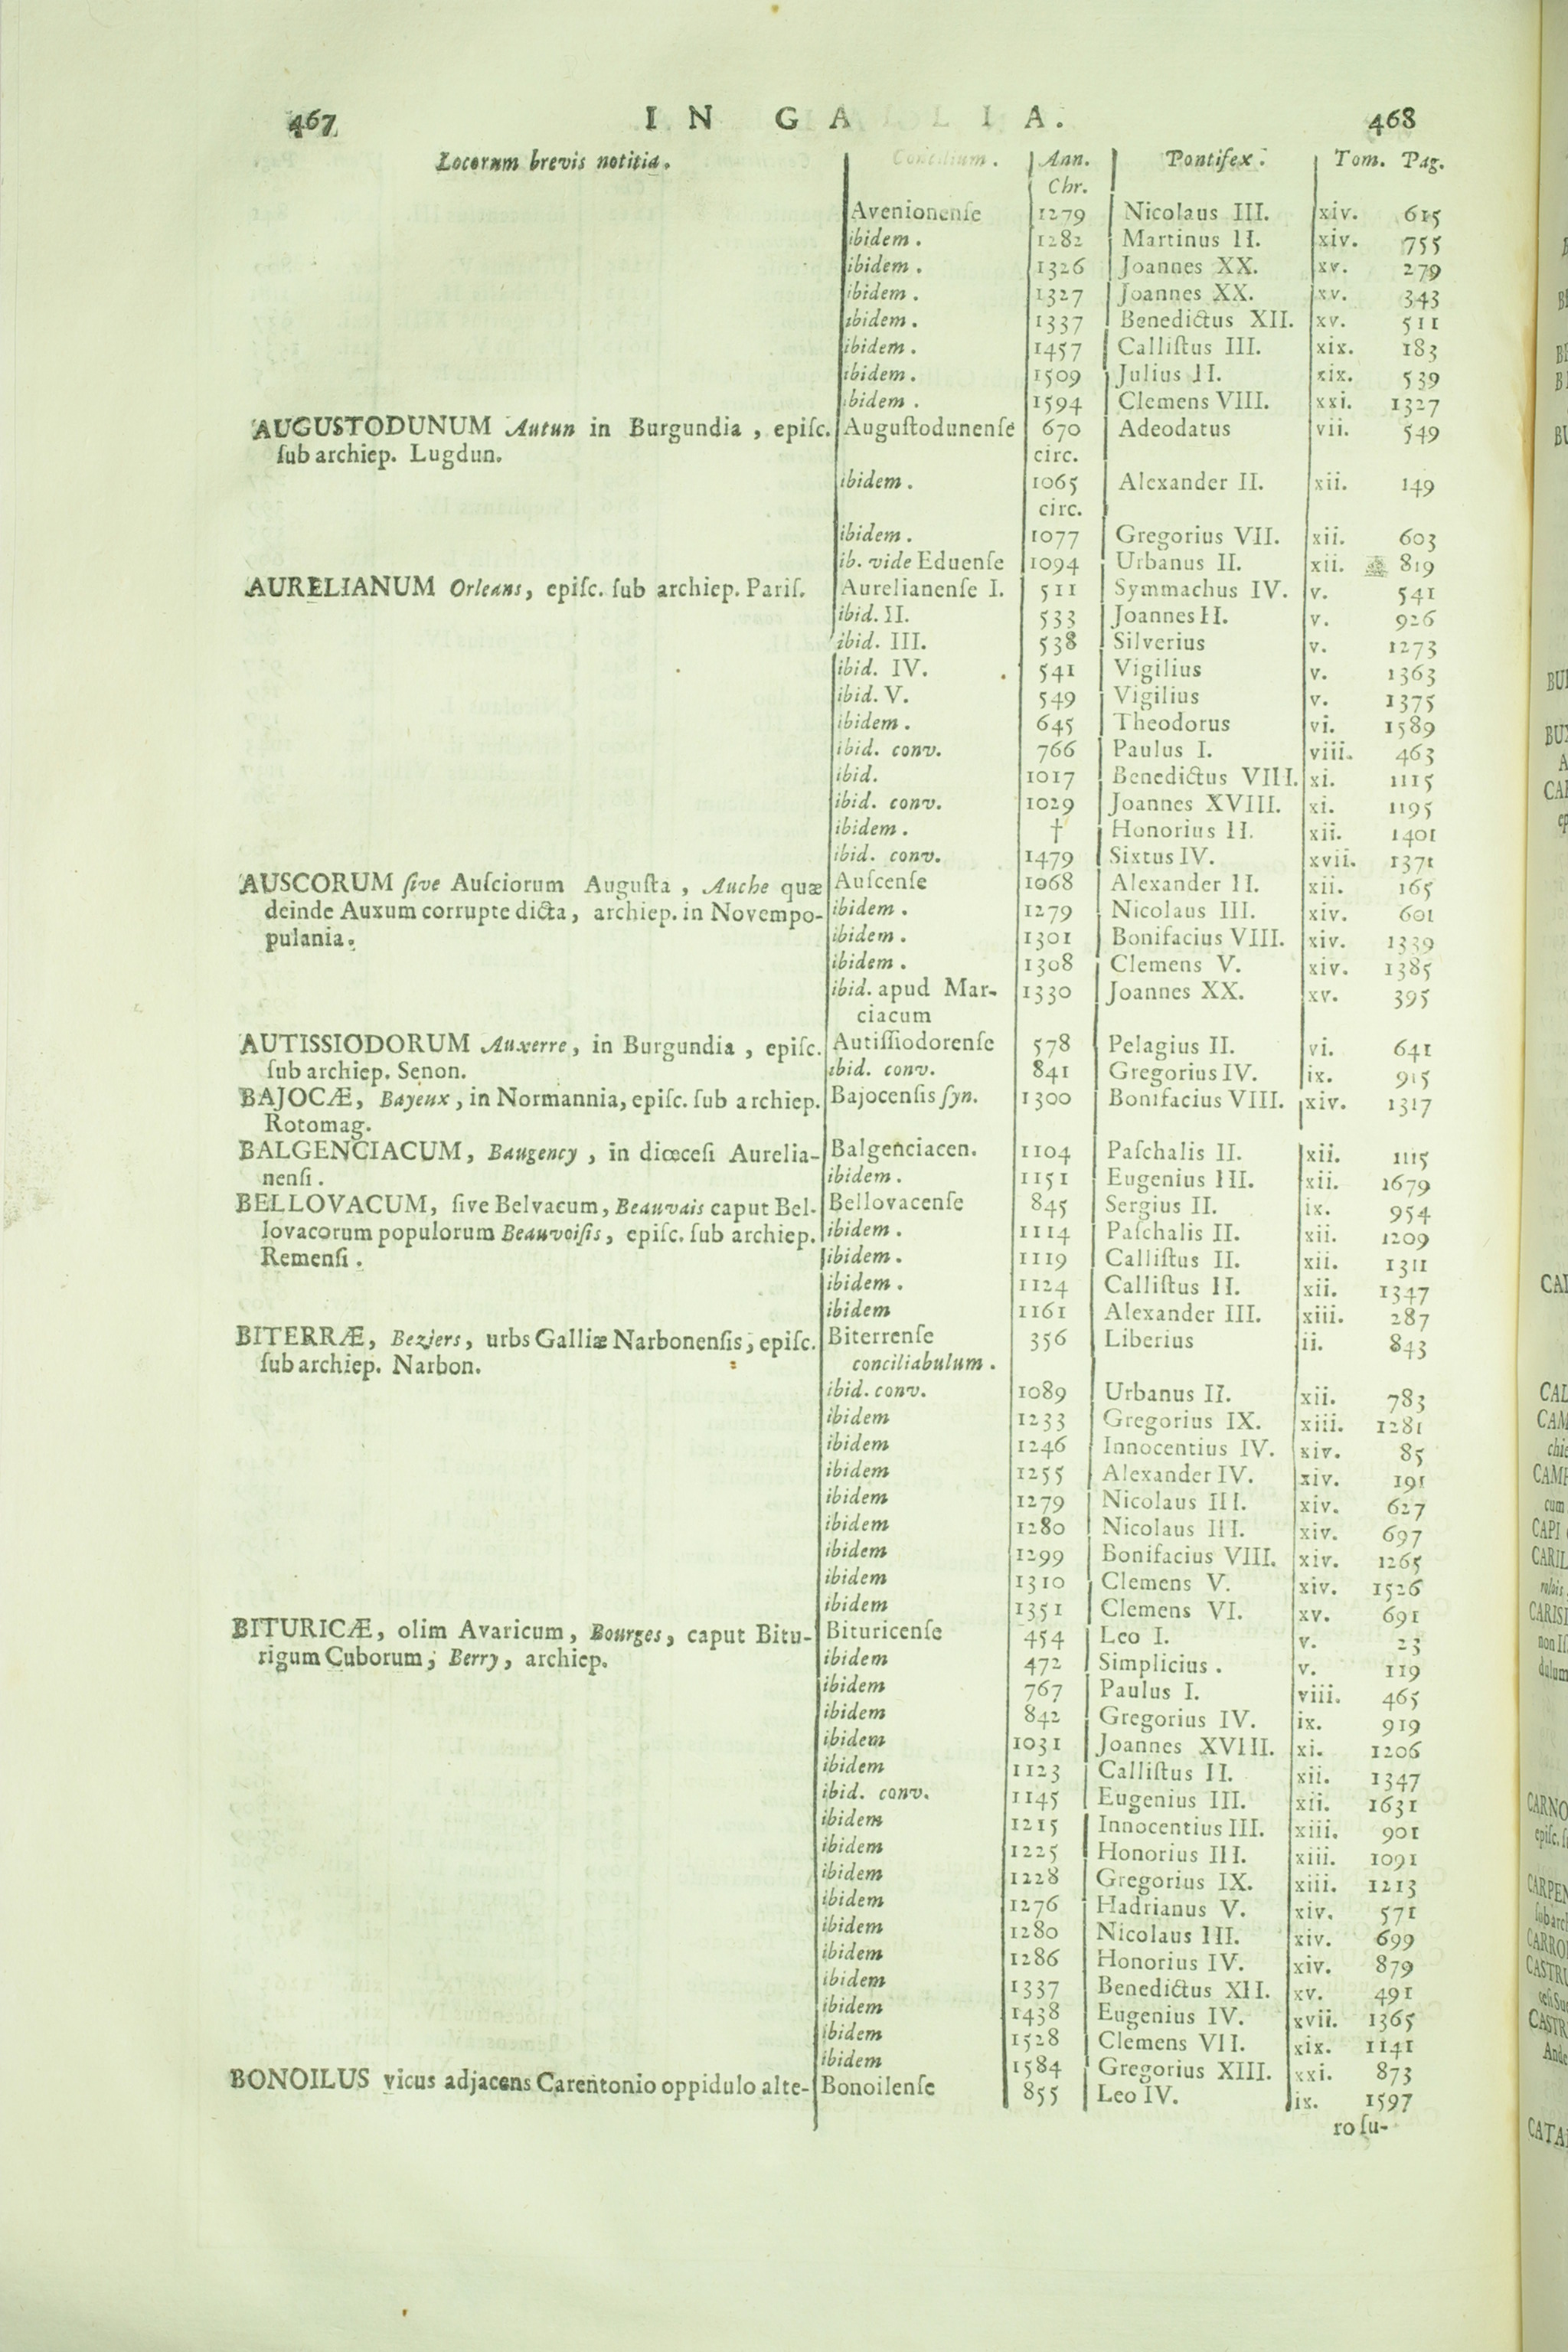 467 IN GALLIA. 468
Locorum brevis notitia. Concilium. Ann. Pontifex. Tom. Pag.
Chr.
Avenionenſe 1279 Nicolaus III. xiv. 615
ibidem. 1282 Martinus II. xiv. 755
ibidem. 1326 Joannes XX. xv. 279
ibidem. 1327 Joannes XX. xv. 343
ibidem. 1337 Benedictus XII. xv. 511
ibidem. 1457 Calliſtus III. xix. 183
ibidem. 1509 Julius II. xix. 539
ibidem. 1594 Clemens VIII. xxi. 1327
AUGUSTODUNUM Autun in Burgundia, epiſc. Auguſtodunenſe 670 Adeodatus vii. 549
ſub archiep. Lugdun. circ.
ibidem. 1065 Alexander II. xii. 149
circ.
ibidem. 1077 Gregorius VII. xii. 603
ib. vide Eduenſe 1094 Urbanus II. xii. 819
AURELIANUM Orleans, epiſc. ſub archiep. Pariſ. Aurelianenſe I. 511 Symmachus IV. v. 541
ibid. II. 533 Joannes II. v. 926
ibid. III. 538 Silverius v. 1273
ibid. IV. 541 Vigilius v. 1363
ibid. V. 549 Vigilius v. 1375
ibidem. 645 Theodorus vi. 1589
ibid. conv. 766 Paulus I. viii. 463
ibid. 1017 Benedictus VIII. xi. 1115
ibid. conv. 1029 Joannes XVIII. xi. 1195
ibidem. † Honorius II. xii. 1401
ibid. conv. 1479 Sixtus IV. xvii. 1371
AUSCORUM ſive Auſciorum Auguſta, Auche quæ Auſcenſe 1068 Alexander II. xii. 165
deinde Auxum corrupte dicta, archiep. in Novempo- ibidem. 1279 Nicolaus III. xiv. 601
pulania. ibidem. 1301 Bonifacius VIII. xiv. 1339
ibidem. 1308 Clemens V. xiv. 1385
ibid. apud Mar- 1330 Joannes XX. xv. 395
ciacum
AUTISSIODORUM Auxerre, in Burgundia, epiſc. Autiſſiodorenſe 578 Pelagius II. vi. 641
ſub archiep. Senon. ibid. conv. 841 Gregorius IV. ix. 915
BAJOCÆ, Bayeux, in Normannia, epiſc. ſub archiep. Bajocenſis ſyn. 1300 Bonifacius VIII. xiv. 1317
Rotomag.
BALGENCIACUM, Baugency, in diœceſi Aurelia- Balgenciacen. 1104 Paſchalis II. xii. 1115
nenſi. ibidem. 1151 Eugenius III. xii. 1679
BELLOVACUM, ſive Belvacum, Beauvais caput Bel- Bellovacenſe 845 Sergius II. ix. 954
lovacorum populorum Beauvoiſis, epiſc. ſub archiep. ibidem. 1114 Paſchalis II. xii. 1209
Remenſi. ibidem. 1119 Calliſtus II. xii. 1311
ibidem. 1124 Calliſtus II. xii. 1347
ibidem 1161 Alexander III. xiii. 287
BITERRÆ, Beziers, urbs Galliæ Narbonenſis, epiſc. Biterrenſe 356 Liberius ii. 843
ſub archiep. Narbon. conciliabulum.
ibid. conv. 1089 Urbanus II. xii. 783
ibidem 1233 Gregorius IX. xiii. 1281
ibidem 1246 Innocentius IV. xiv. 85
ibidem 1255 Alexander IV. xiv. 191
ibidem 1279 Nicolaus III. xiv. 627
ibidem 1280 Nicolaus III. xiv. 697
ibidem 1299 Bonifacius VIII. xiv. 1265
ibidem 1310 Clemens V. xiv. 1526
ibidem 1351 Clemens VI. xv. 691
BITURICÆ, olim Avaricum, Bourges, caput Bitu- Bituricenſe 454 Leo I. v. 23
rigum Cuborum; Berry, archiep. ibidem 472 Simplicius. v. 119
ibidem 767 Paulus I. viii. 465
ibidem 842 Gregorius IV. ix. 919
ibidem 1031 Joannes XVIII. xi. 1206
ibidem 1123 Calliſtus II. xii. 1347
ibid. conv. 1145 Eugenius III. xii. 1631
ibidem 1215 Innocentius III. xiii. 901
ibidem 1225 Honorius III. xiii. 1091
ibidem 1228 Gregorius IX. xiii. 1213
ibidem 1276 Hadrianus V. xiv. 571
ibidem 1280 Nicolaus III. xiv. 699
ibidem 1286 Honorius IV. xiv. 879
ibidem 1337 Benedictus XII. xv. 491
ibidem 1438 Eugenius IV. xvii. 1365
ibidem 1528 Clemens VII. xix. 1141
ibidem 1584 Gregorius XIII. xxi. 873
BONOILUS vicus adjacens Carentonio oppidulo alte- Bonoilenſe 855 Leo IV. ix. 1597
ro ſu-